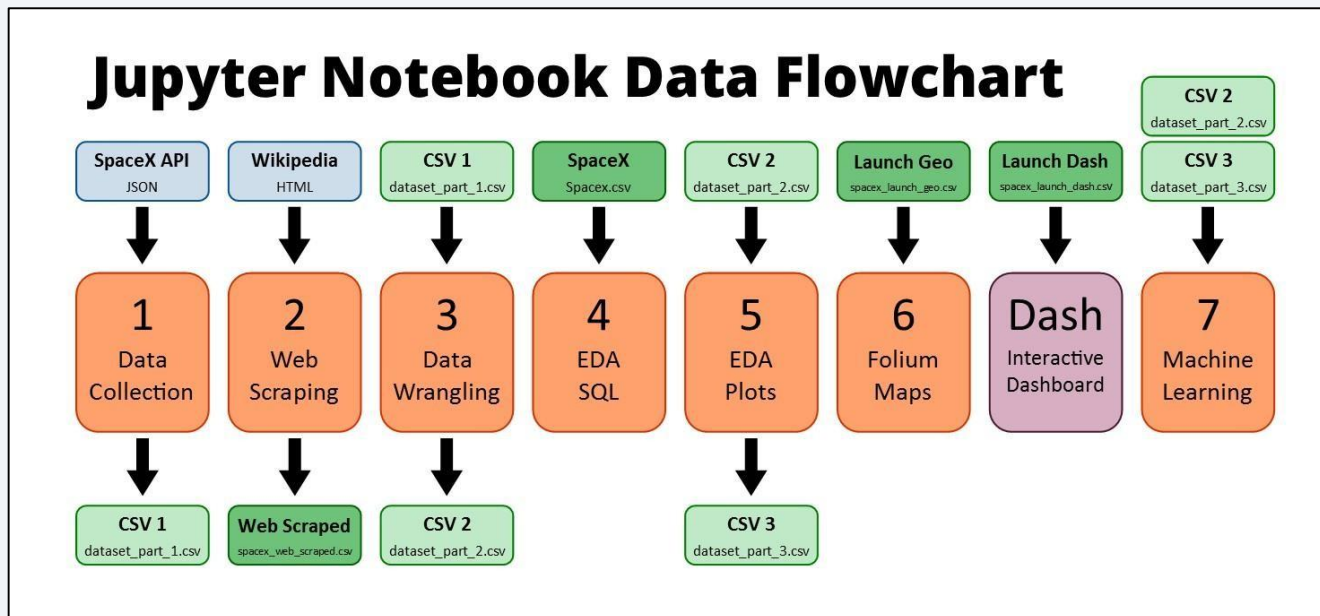 Jupyter Notebook Data Flowchart
CSV 2
dataset_part_2.csv
SpaceX API
JSON
Wikipedia
HTML
CSV 1
dataset_part_1.csv
SpaceX
Spacex.csv
CSV 2
dataset_part_2.csv
Launch Geo
spacex_launch_geo.csv
Launch Dash
spacex_launch_dash.csv
CSV 3
dataset_part_3.csv
1
Data
Collection
2
Web
Scraping
3
Data
Wrangling
4
EDA
SQL
5
EDA
Plots
6
Folium
Maps
Dash
Interactive
Dashboard
7
Machine
Learning
CSV 1
dataset_part_1.csv
Web Scraped
spacex_web_scraped.csv
CSV 2
dataset_part_2.csv
CSV 3
dataset_part_3.csv